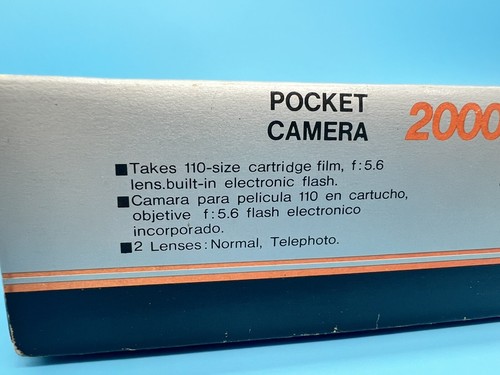 POCKET
CAMERA 2000
■Takes 110-size cartridge film, f:5.6
lens.built-in electronic flash.
■Camara para pelicula 110 en cartucho,
objetive f:5.6 flash electronico
incorporado.
■2 Lenses: Normal, Telephoto.